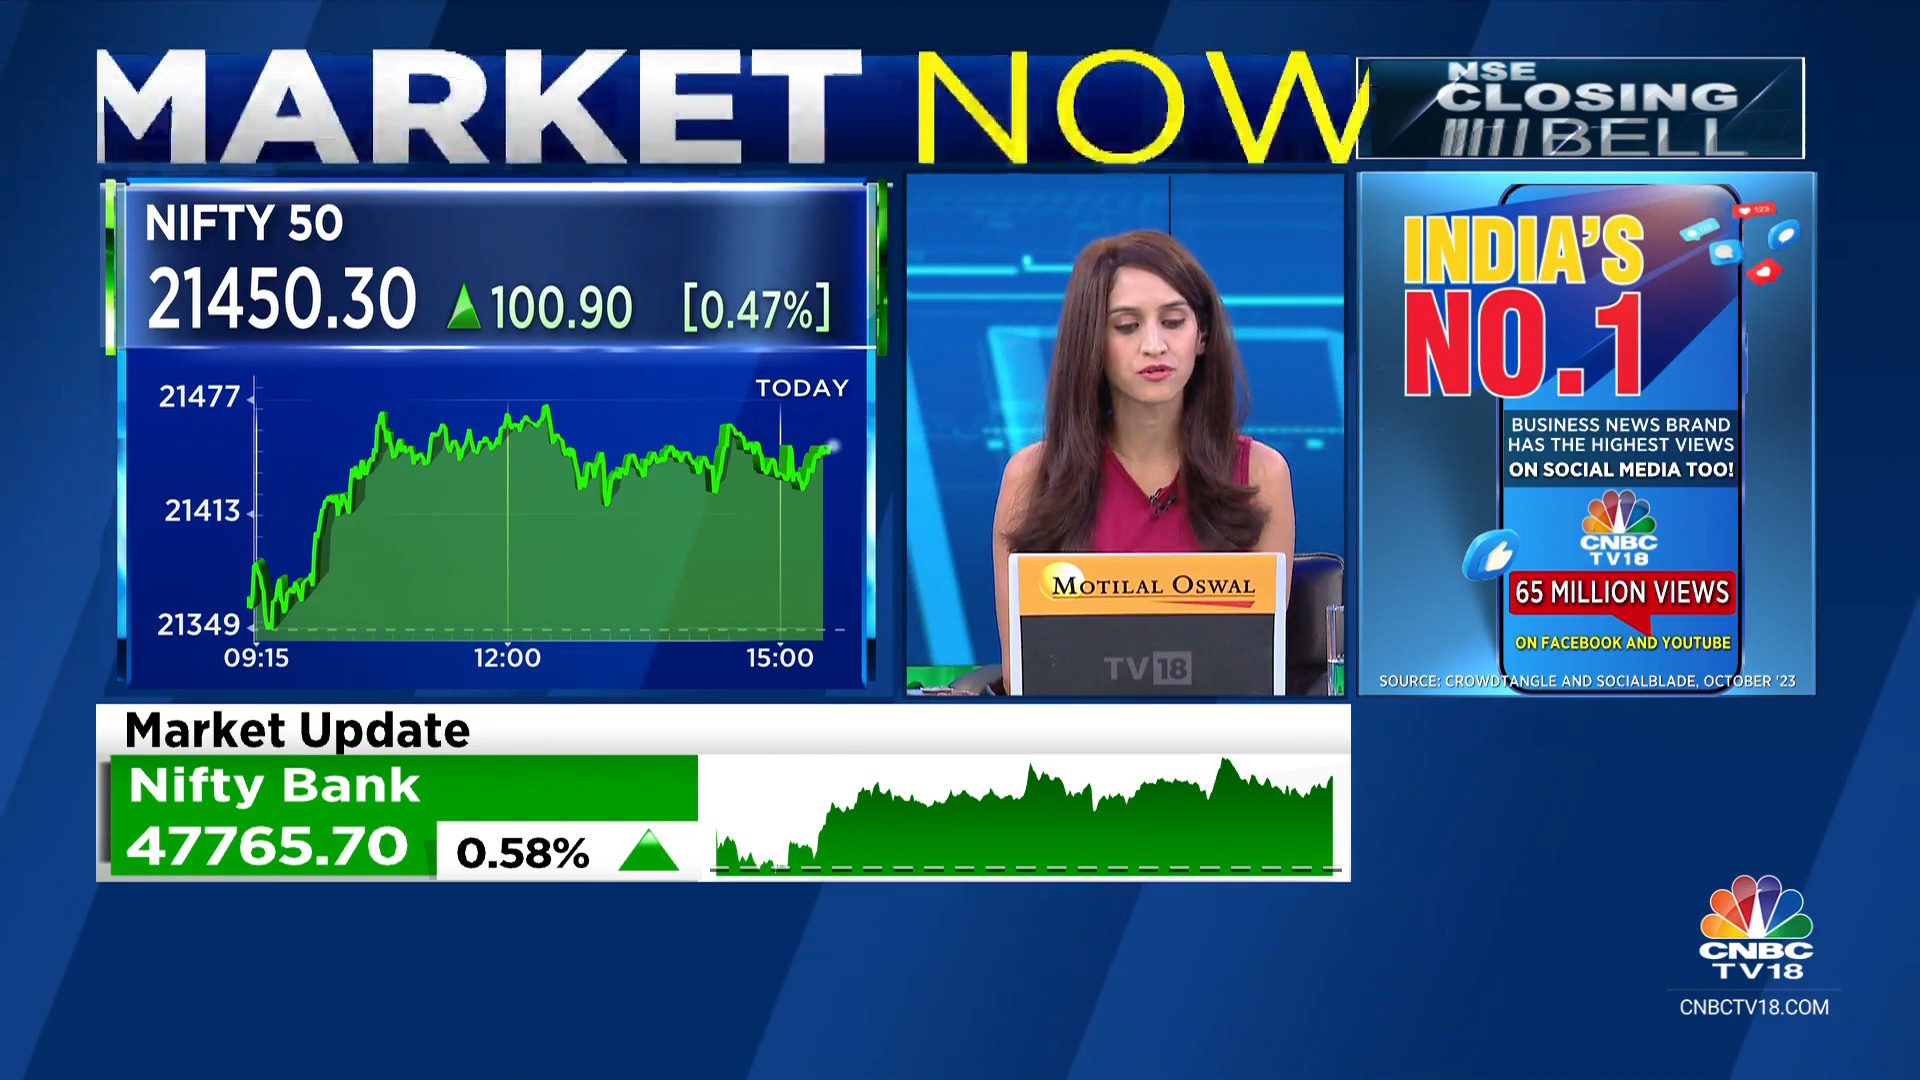 MARKET NOW
NSE
CLOSING
BELL
NIFTY 50
21450.30 100.90 [0.47%]
TODAY
21477
21413
21349
09:15 12:00 15:00
MOTILAL OSWAL
TV18
INDIA'S
NO.1
BUSINESS NEWS BRAND
HAS THE HIGHEST VIEWS
ON SOCIAL MEDIA TOO!
CNBC
TV18
65 MILLION VIEWS
ON FACEBOOK AND YOUTUBE
SOURCE: CROWDTANGLE AND SOCIALBLADE, OCTOBER '23
123
Market Update
Nifty Bank
47765.70 0.58%
CNBC
TV18
CNBCTV18.COM